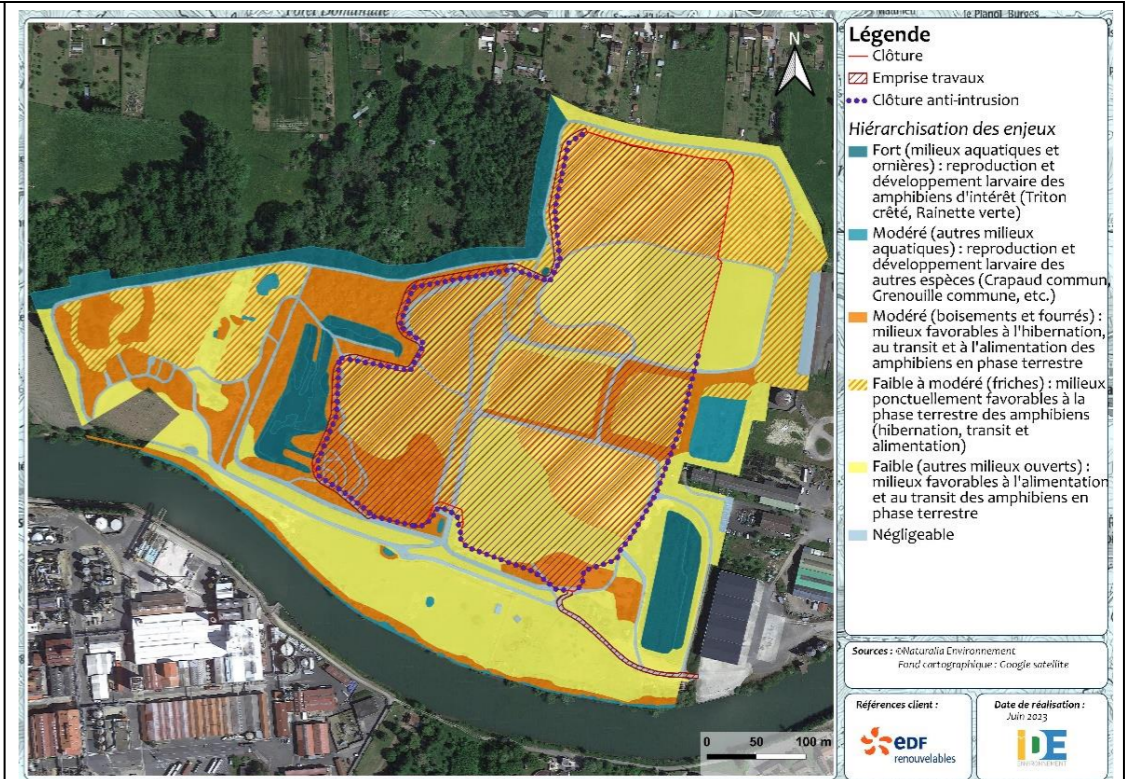 le Planol Burges
N
Légende
Clôture
Emprise travaux
Clôture anti-intrusion
Hiérarchisation des enjeux
Fort (milieux aquatiques et
ornières) : reproduction et
développement larvaire des
amphibiens d'intérêt (Triton
crêté, Rainette verte)
Modéré (autres milieux
aquatiques) : reproduction et
développement larvaire des
autres espèces (Crapaud commun,
Grenouille commune, etc.)
Modéré (boisements et fourrés) :
milieux favorables à l'hibernation,
au transit et à l'alimentation des
amphibiens en phase terrestre
Faible à modéré (friches) : milieux
ponctuellement favorables à la
phase terrestre des amphibiens
(hibernation, transit et
alimentation)
Faible (autres milieux ouverts) :
milieux favorables à l'alimentation
et au transit des amphibiens en
phase terrestre
Négligeable
Sources : ©Naturalia Environnement
Fond cartographique : Google satellite
Références client :
edf
renouvelables
Date de réalisation :
Juin 2023
iDE
ENVIRONNEMENT
0 50 100 m